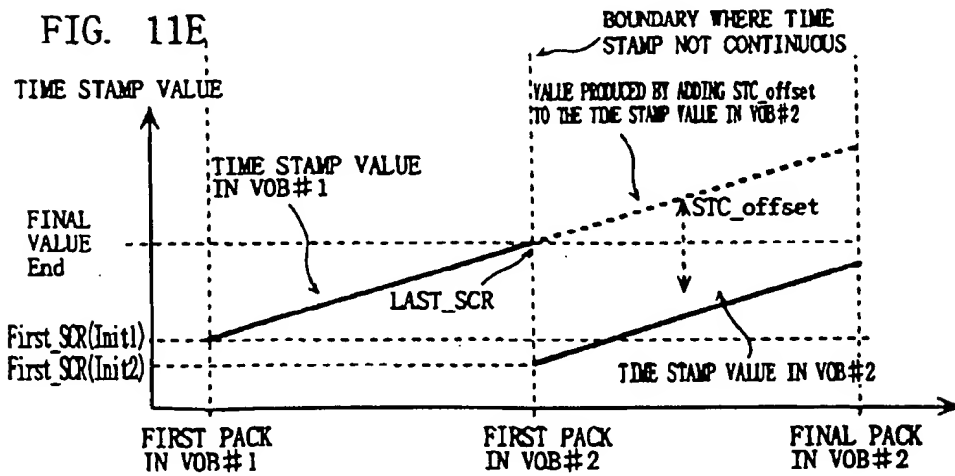 FIG. 11E
BOUNDARY WHERE TIME
STAMP NOT CONTINUOUS
TIME STAMP VALUE
VALUE PRODUCED BY ADDING STC_offset
TO THE TIME STAMP VALUE IN VOB#2
TIME STAMP VALUE
IN VOB#1
STC_offset
FINAL
VALUE
End
LAST_SCR
First_SCR(Init1)
First_SCR(Init2)
TIME STAMP VALUE IN VOB#2
FIRST PACK
IN VOB#1
FIRST PACK
IN VOB#2
FINAL PACK
IN VOB#2